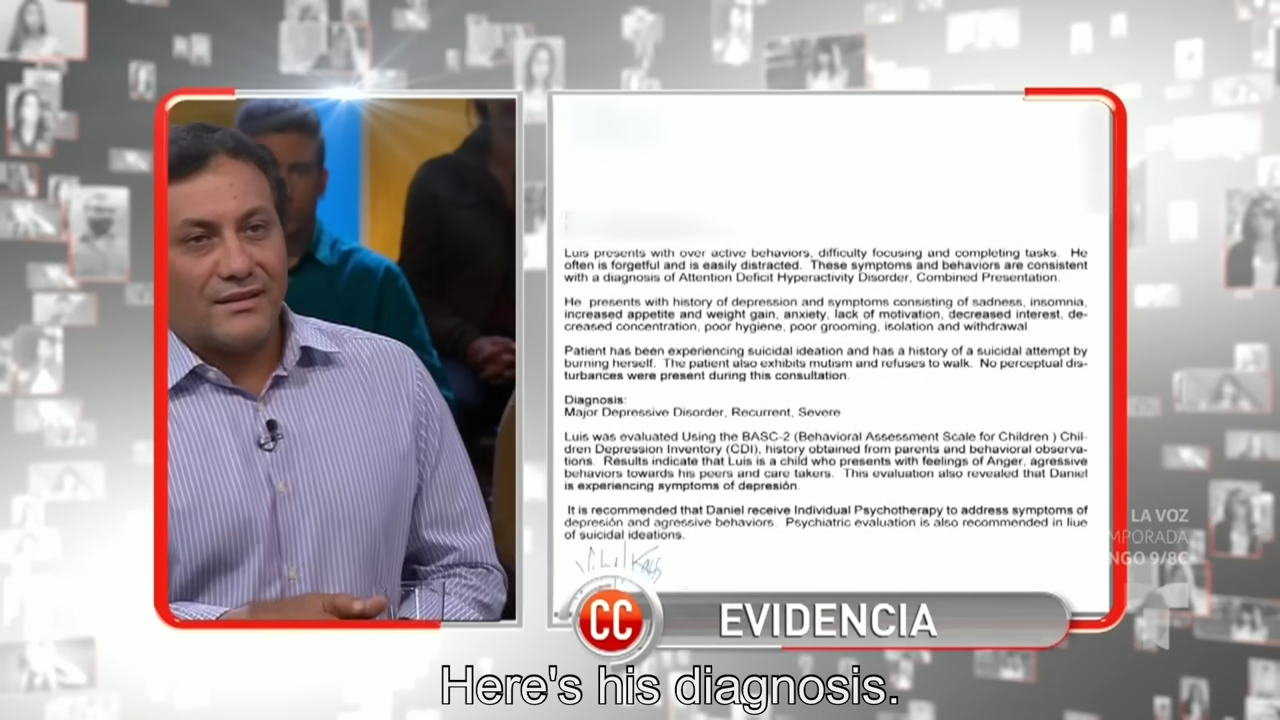 Luis presents with over active behaviors, difficulty focusing and completing tasks. He
often is forgetful and is easily distracted. These symptoms and behaviors are consistent
with a diagnosis of Attention Deficit Hyperactivity Disorder, Combined Presentation.
He presents with history of depression and symptoms consisting of sadness, insomnia,
increased appetite and weight gain, anxiety, lack of motivation, decreased interest, de-
creased concentration, poor hygiene, poor grooming, isolation and withdrawal
Patient has been experiencing suicidal ideation and has a history of a suicidal attempt by
burning herself. The patient also exhibits mutism and refuses to walk. No perceptual dis-
turbances were present during this consultation.
Diagnosis:
Major Depressive Disorder, Recurrent, Severe
Luis was evaluated Using the BASC-2 (Behavioral Assessment Scale for Children ) Chil-
dren Depression Inventory (CDI), history obtained from parents and behavioral observa-
tions. Results indicate that Luis is a child who presents with feelings of Anger, agressive
behaviors towards his peers and care takers. This evaluation also revealed that Daniel
is experiencing symptoms of depresión.
It is recommended that Daniel receive Individual Psychotherapy to address symptoms of
depresión and agressive behaviors. Psychiatric evaluation is also recommended in liue
of suicidal ideations.
LA VOZ
MPORADA
NGO 9/8C
CC EVIDENCIA
Here's his diagnosis.